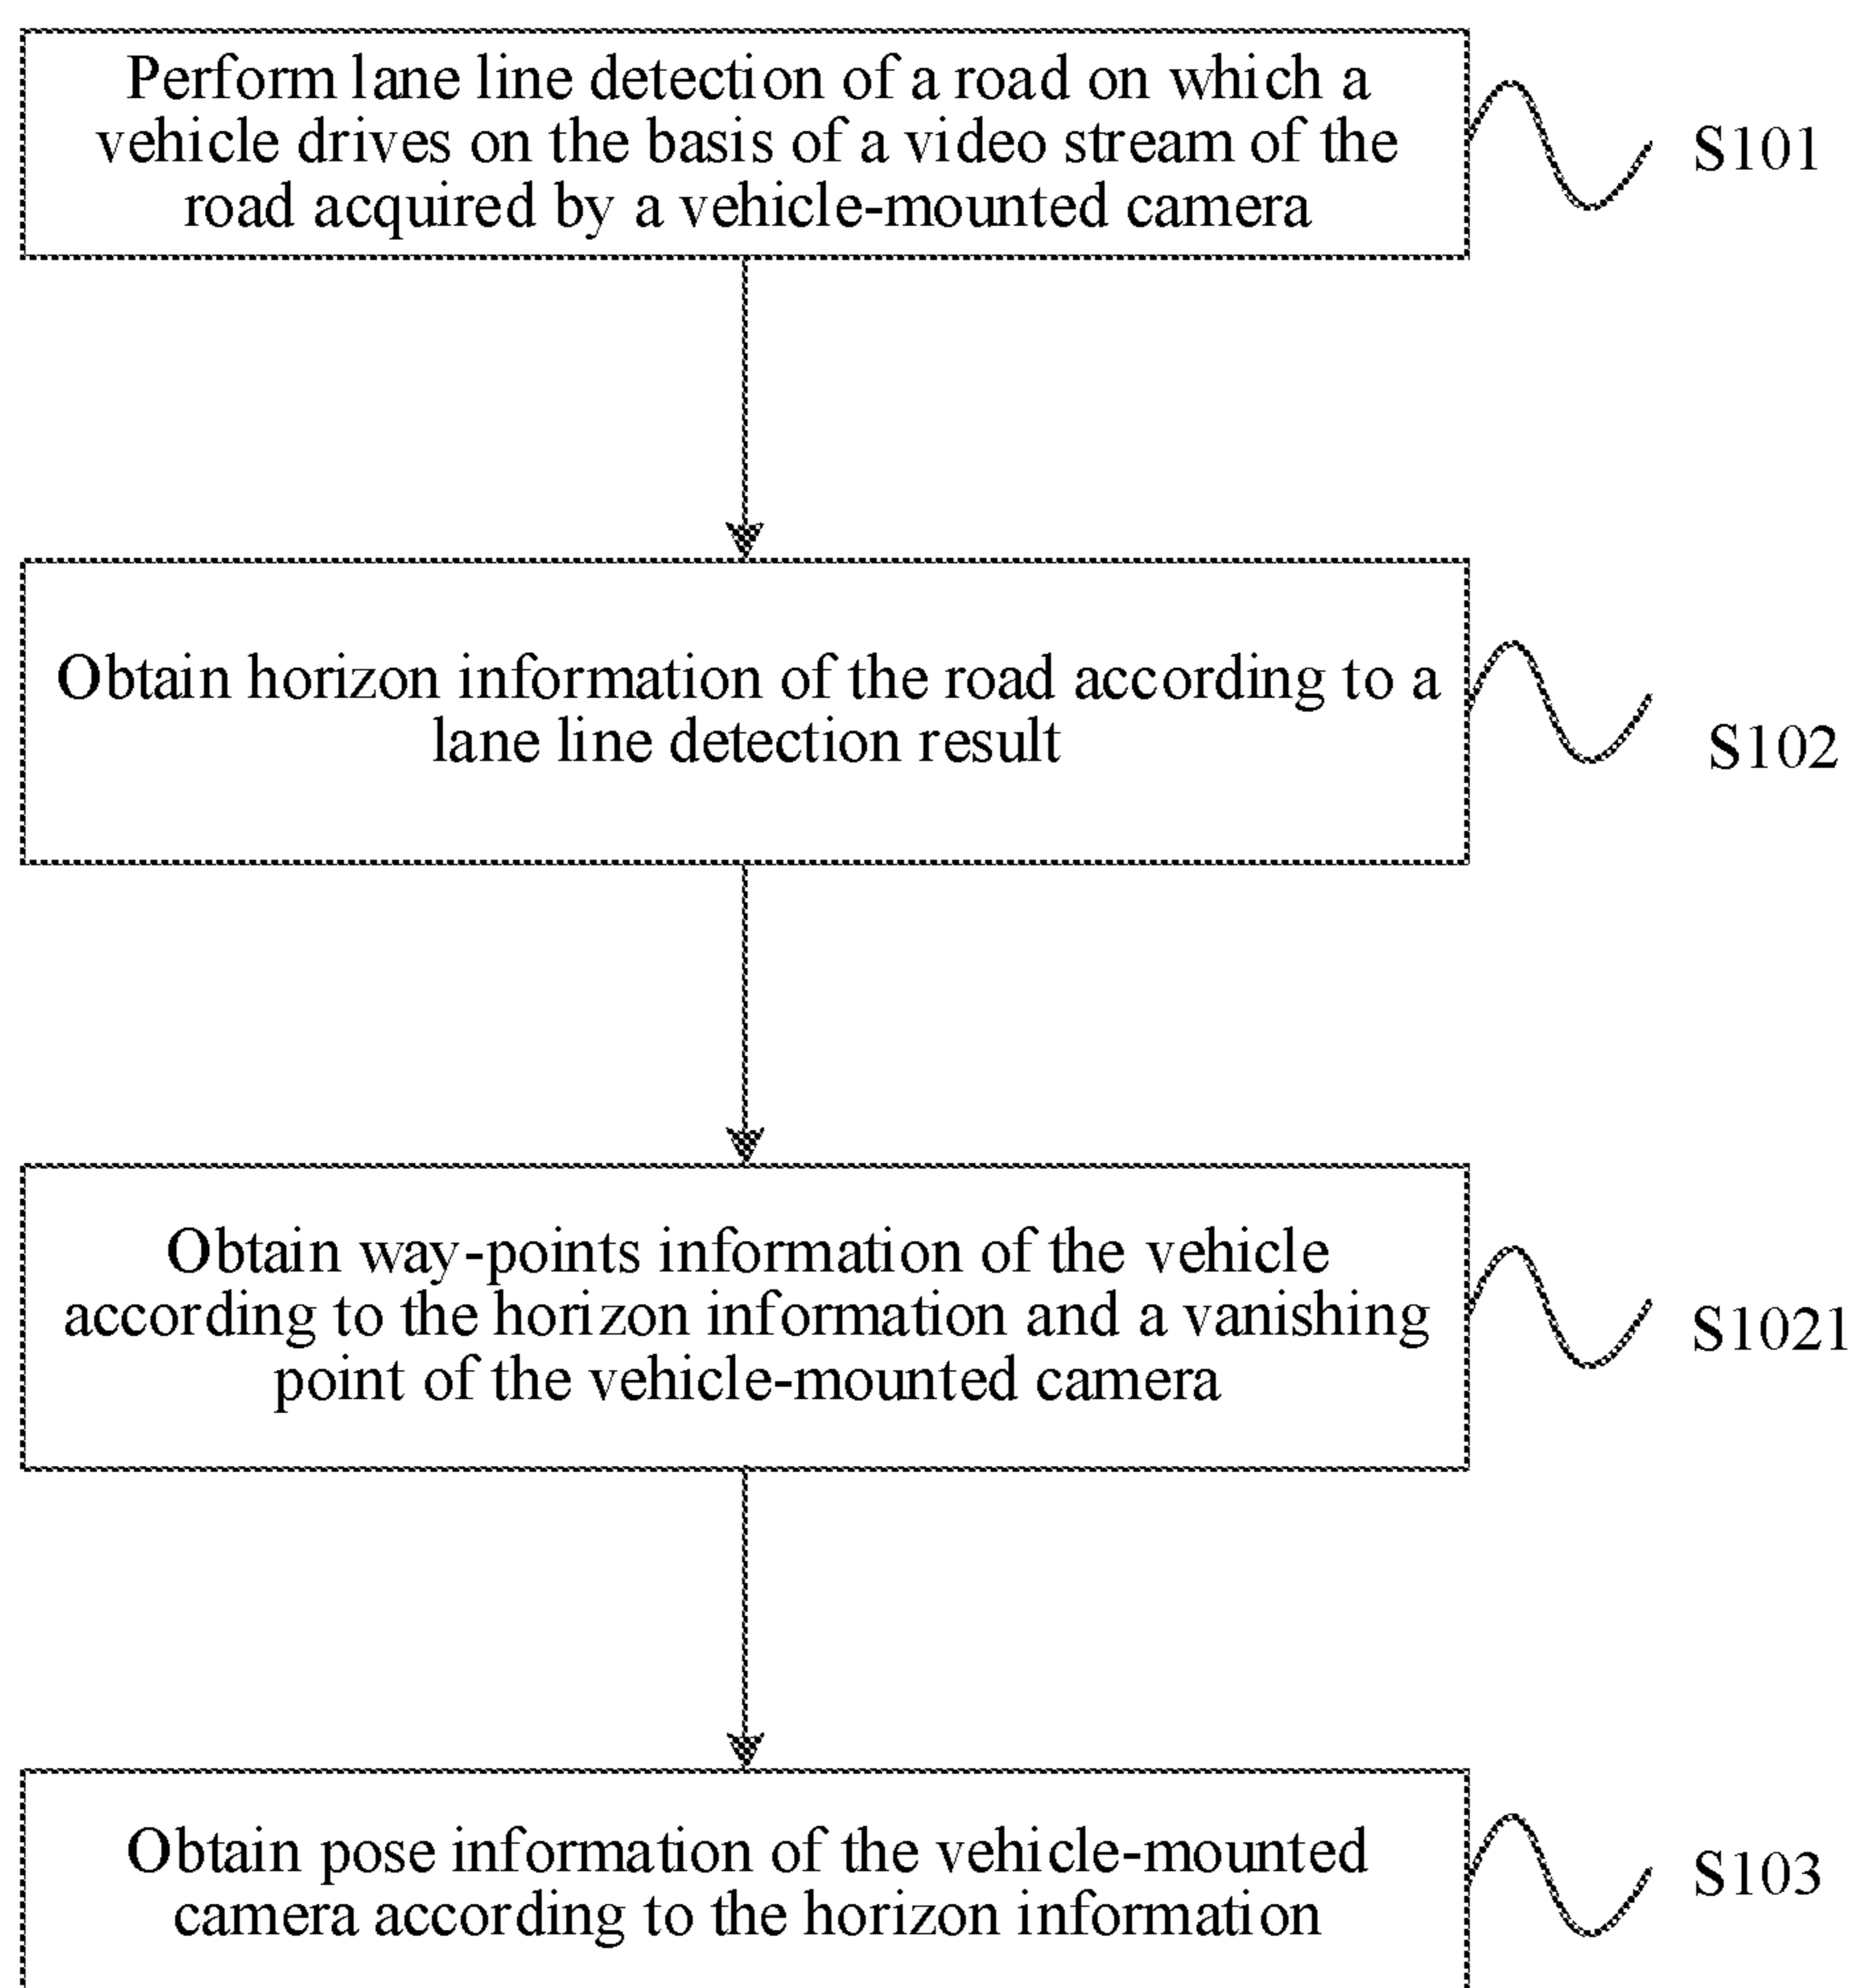 Perform lane line detection of a road on which a
vehicle drives on the basis of a video stream of the
road acquired by a vehicle-mounted camera
S101
Obtain horizon information of the road according to a
lane line detection result
S102
Obtain way-points information of the vehicle
according to the horizon information and a vanishing
point of the vehicle-mounted camera
S1021
Obtain pose information of the vehicle-mounted
camera according to the horizon information
S103